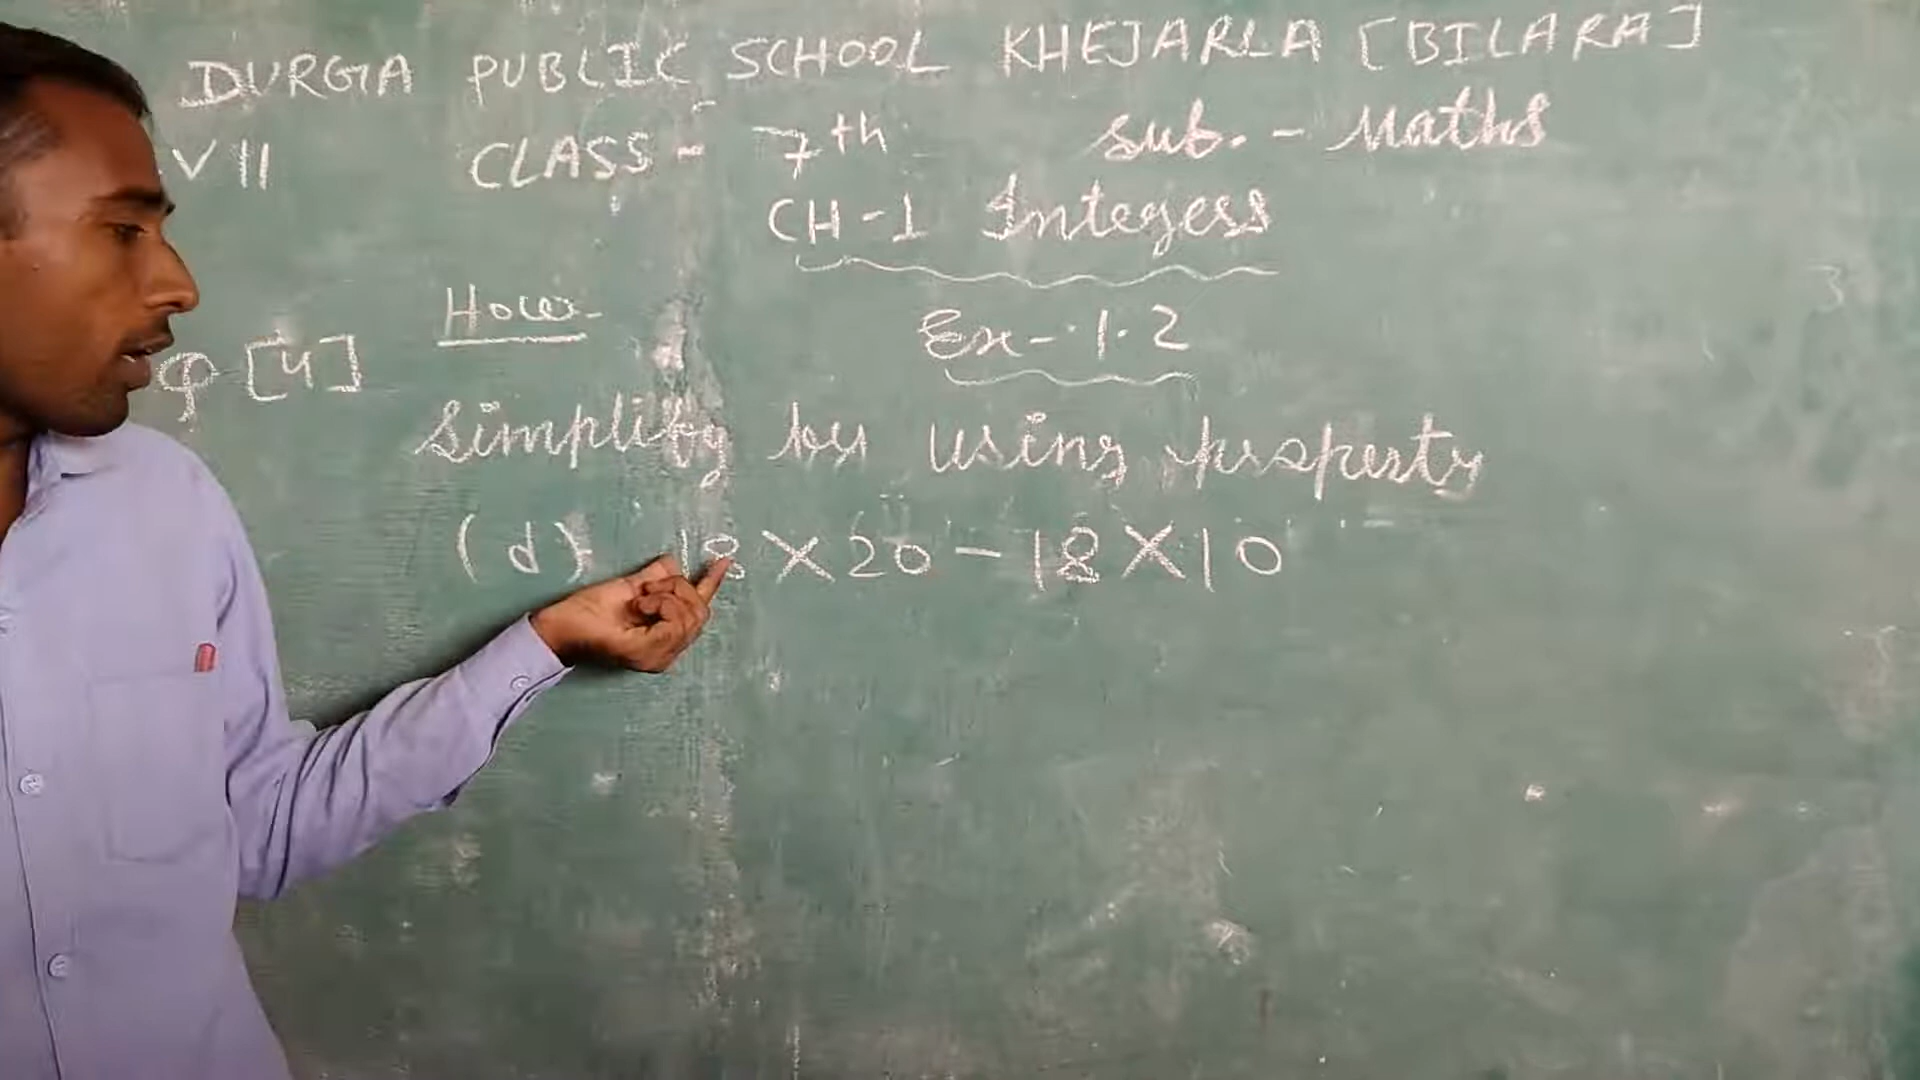 DURGA PUBLIC SCHOOL KHEJARLA [BILARA]
VII CLASS - 7th Sub. - Maths
CH-1 Integers
How
Ex- 1.2
Q [4]
Simplify by using property
(d) 18 X 20 - 18 X 10